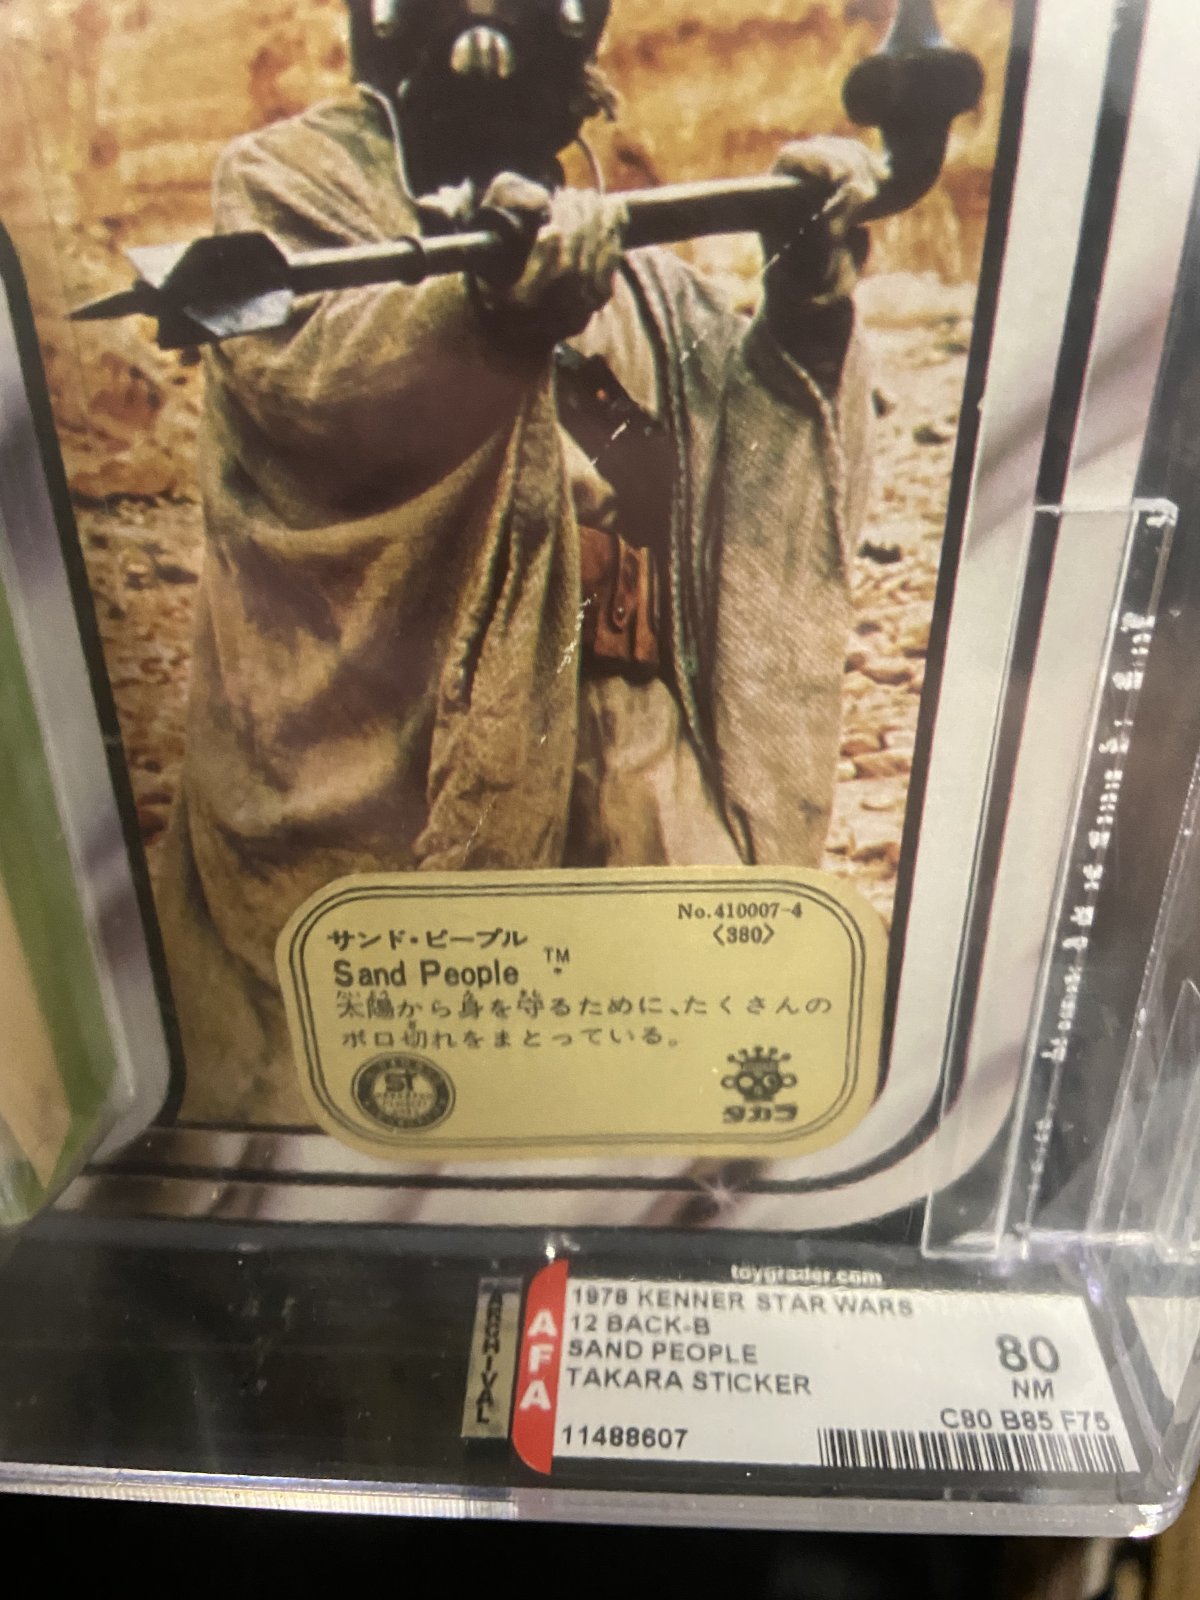 No.410007-4
〈380〉
サンド・ピープル
Sand People TM
太陽から身を守るために、たくさんの
ボロ切れをまとっている。
ST
タカラ
toygrader.com
ARCHIVAL
AFA
1978 KENNER STAR WARS
12 BACK-B
SAND PEOPLE
TAKARA STICKER
80
NM
C80 B85 F75
11488607